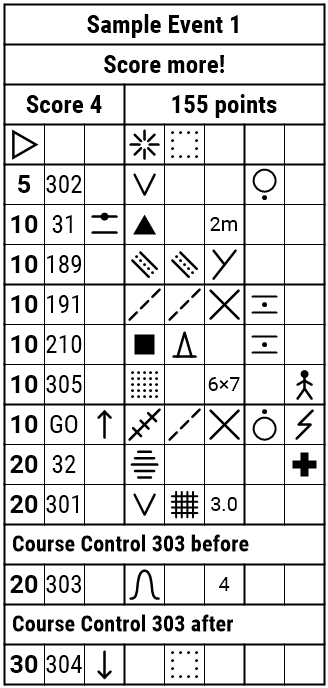 Sample Event 1
Score more!
Score 4 155 points
5 302
10 31 2m
10 189
10 191
10 210
10 305 6×7
10 GO
20 32
20 301 3.0
Course Control 303 before
20 303 4
Course Control 303 after
30 304